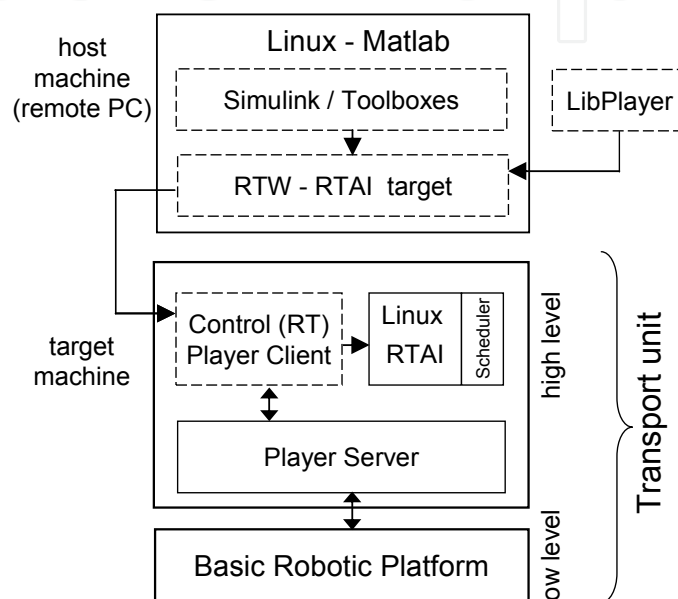 host
machine
(remote PC)
Linux - Matlab
Simulink / Toolboxes
LibPlayer
RTW - RTAI target
target
machine
Control (RT)
Player Client
Linux
RTAI
Scheduler
high level
Player Server
Transport unit
Basic Robotic Platform
low level